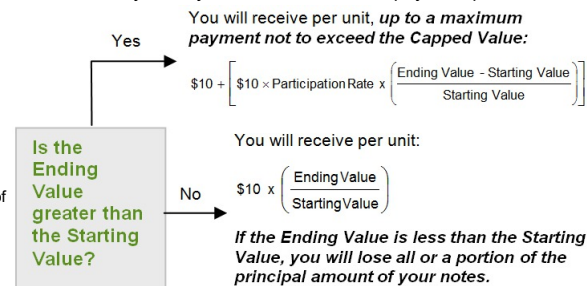 You will receive per unit, up to a maximum
payment not to exceed the Capped Value:
Yes
$10 + [$10 × Participation Rate x (Ending Value - Starting Value / Starting Value)]
Is the
Ending
Value
greater than
the Starting
Value?
No
You will receive per unit:
$10 x (Ending Value / Starting Value)
If the Ending Value is less than the Starting
Value, you will lose all or a portion of the
principal amount of your notes.